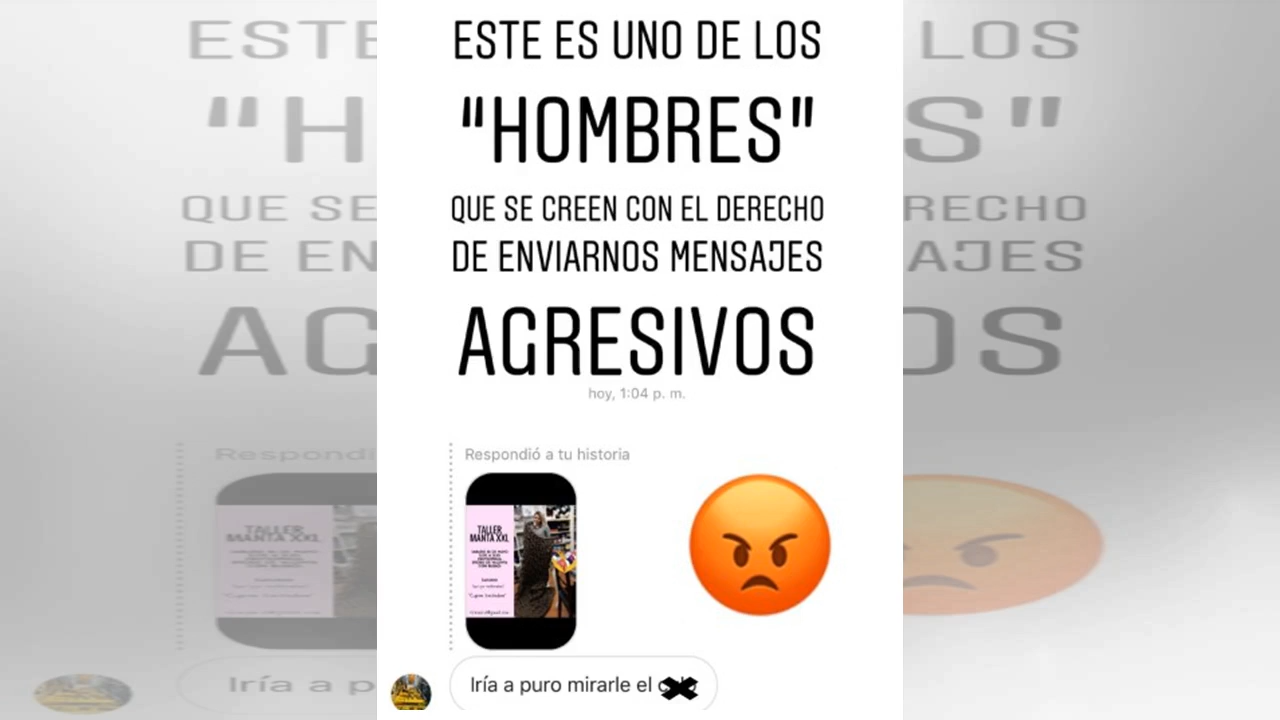 ESTE ES UNO DE LOS
"HOMBRES"
QUE SE CREEN CON EL DERECHO
DE ENVIARNOS MENSAJES
AGRESIVOS
hoy, 1:04 p. m.
Respondió a tu historia
TALLER
MANTA XXL
Iría a puro mirarle el